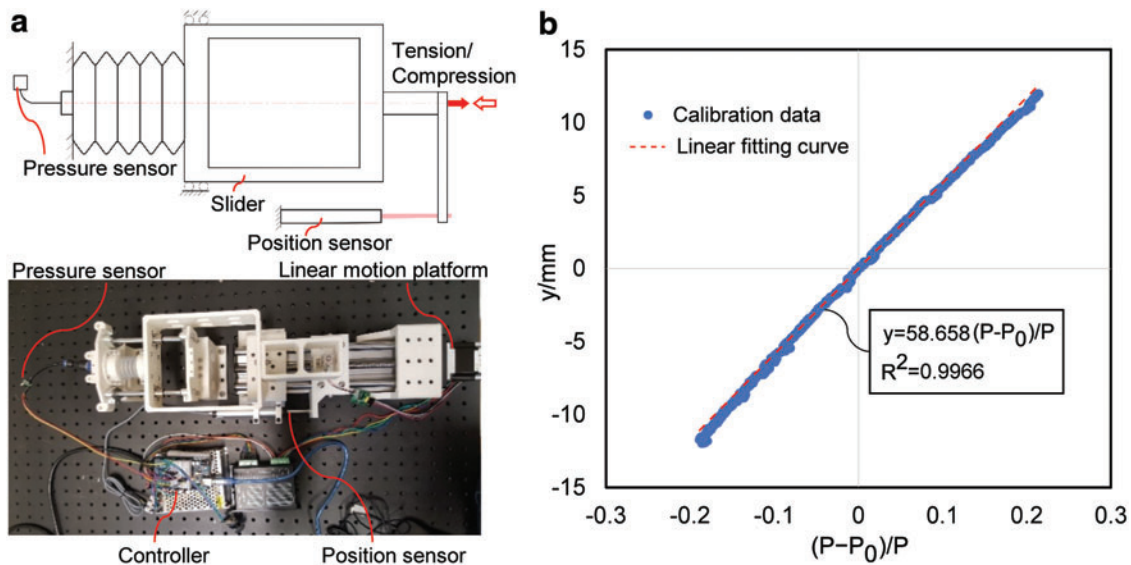 a
Tension/
Compression
Pressure sensor
Slider
Position sensor
Pressure sensor
Linear motion platform
Controller
Position sensor
b
15
10
5
0
-5
-10
-15
y/mm
Calibration data
Linear fitting curve
y=58.658(P-P₀)/P
R²=0.9966
-0.3
-0.2
-0.1
0
0.1
0.2
0.3
(P−P₀)/P